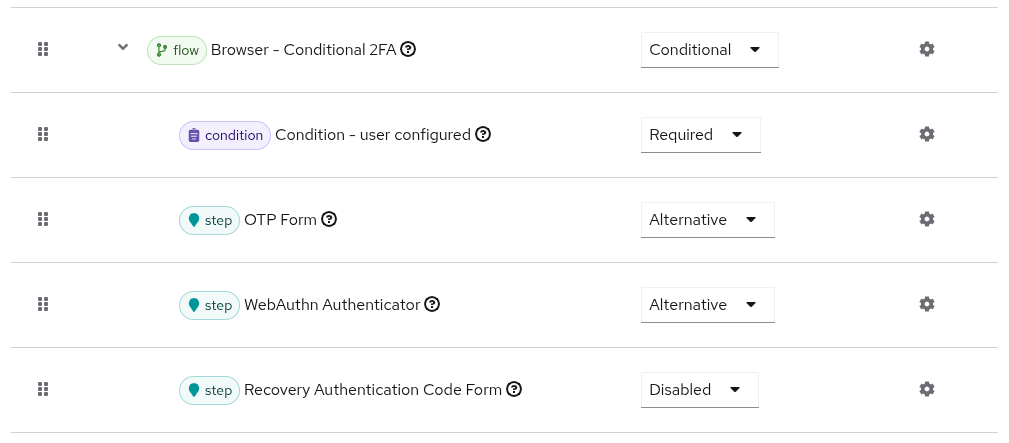 flow Browser - Conditional 2FA Conditional
condition Condition - user configured Required
step OTP Form Alternative
step WebAuthn Authenticator Alternative
step Recovery Authentication Code Form Disabled